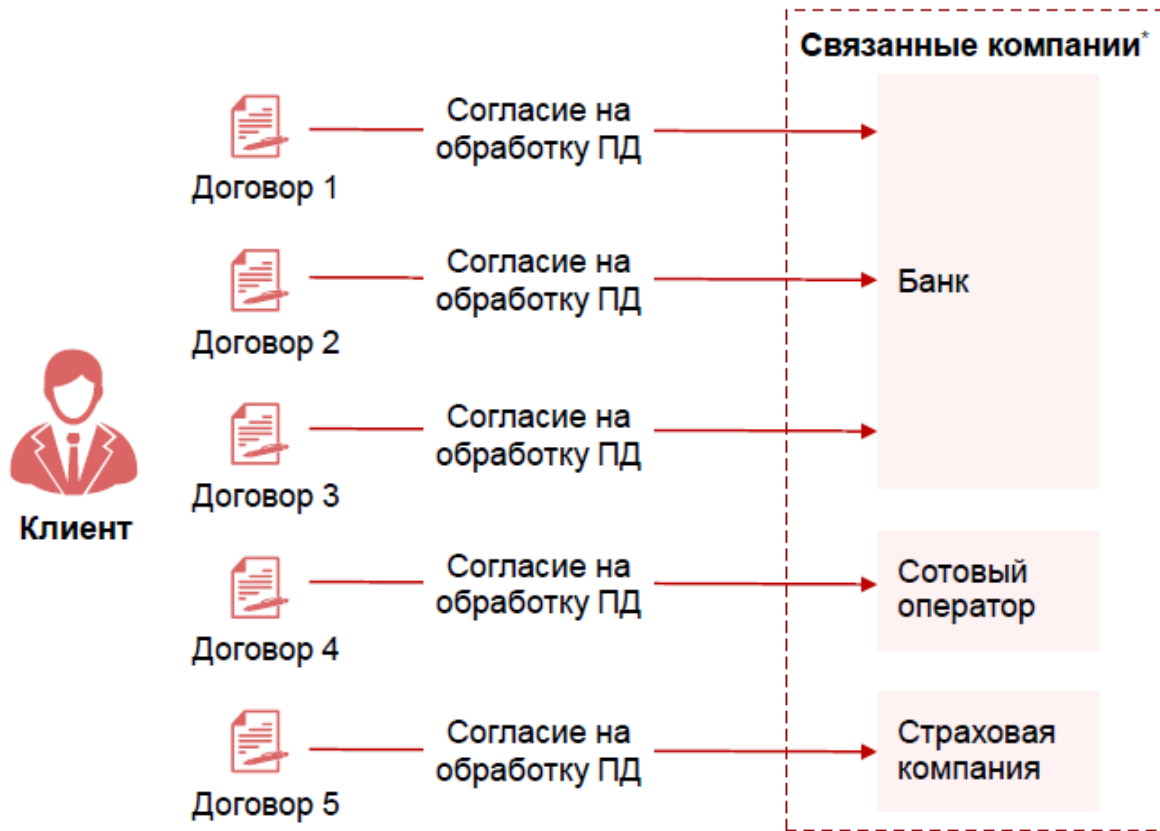 Связанные компании*
Согласие на
обработку ПД
Договор 1
Согласие на
обработку ПД
Договор 2
Банк
Согласие на
обработку ПД
Договор 3
Клиент
Согласие на
обработку ПД
Договор 4
Сотовый
оператор
Согласие на
обработку ПД
Договор 5
Страховая
компания